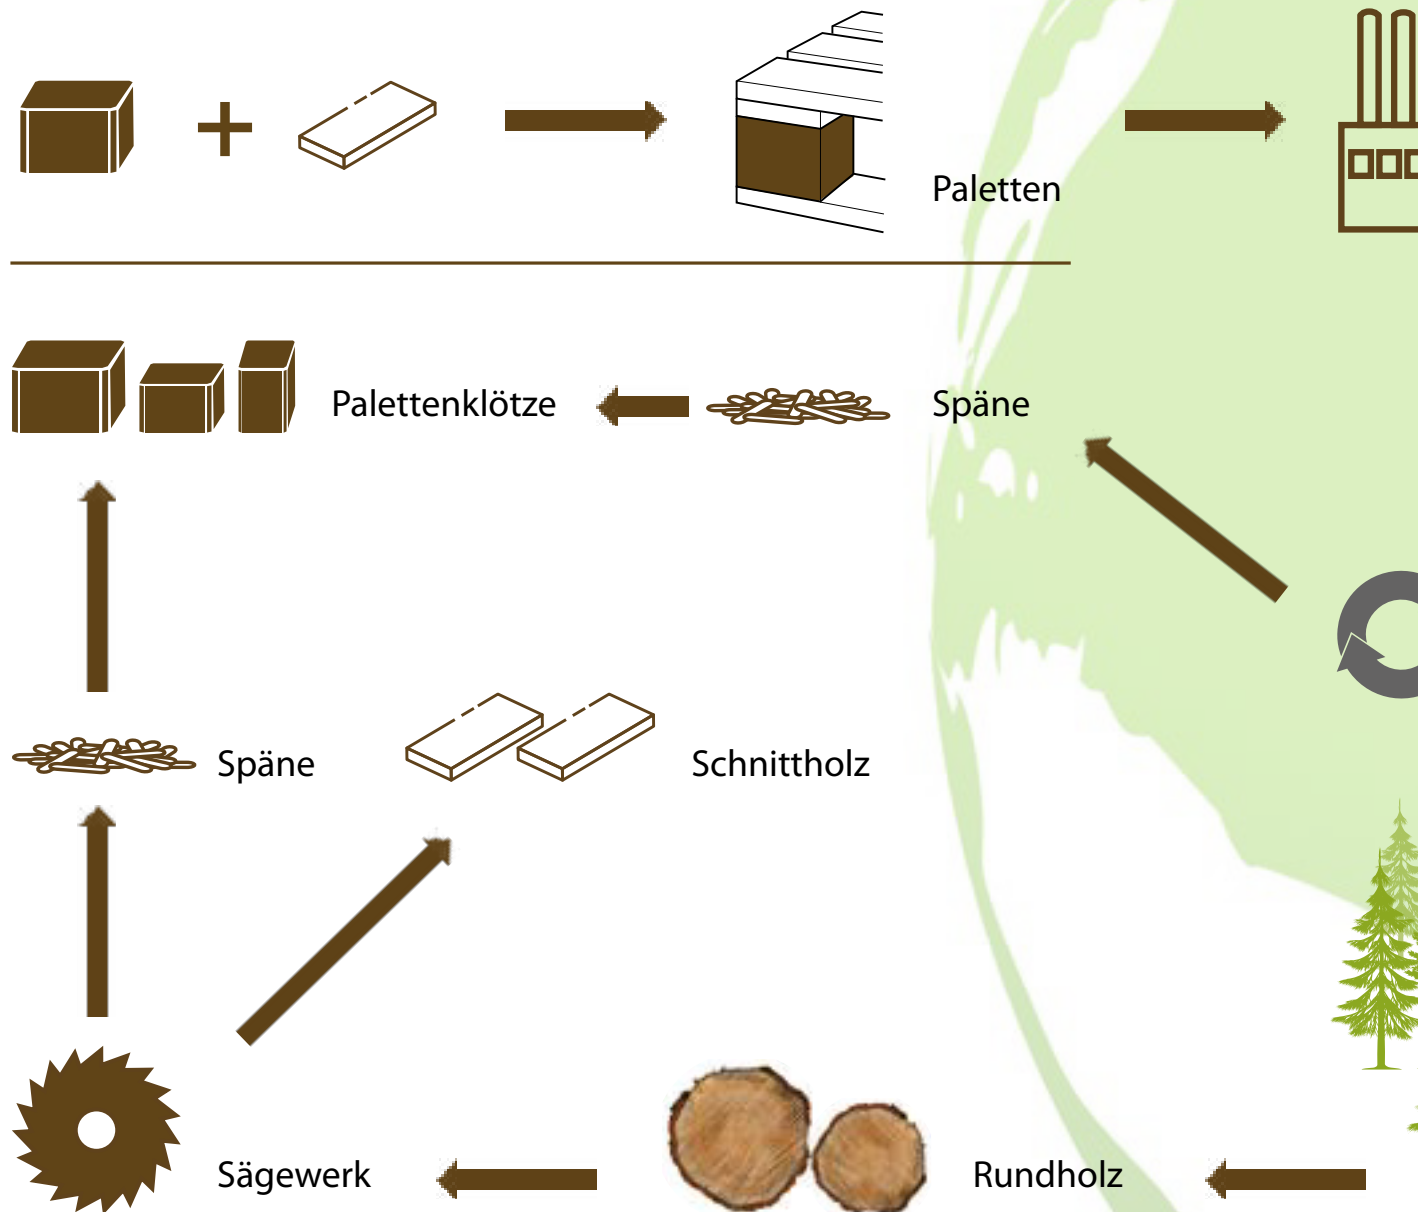 Paletten
Palettenklötze
Späne
Späne
Schnittholz
Sägewerk
Rundholz